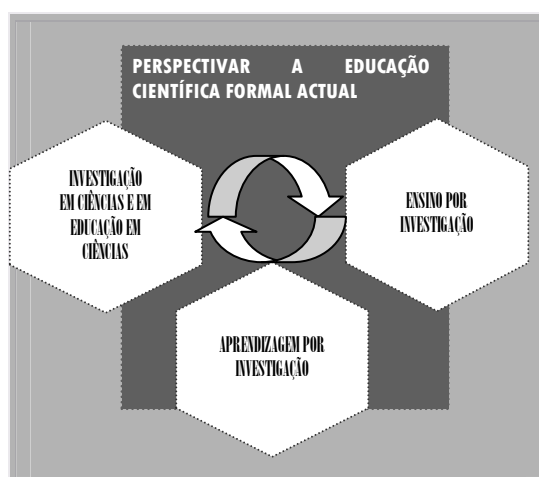 PERSPECTIVAR A EDUCAÇÃO
CIENTÍFICA FORMAL ACTUAL
INVESTIGAÇÃO
EM CIÊNCIAS E EM
EDUCAÇÃO EM
CIÊNCIAS
ENSINO POR
INVESTIGAÇÃO
APRENDIZAGEM POR
INVESTIGAÇÃO